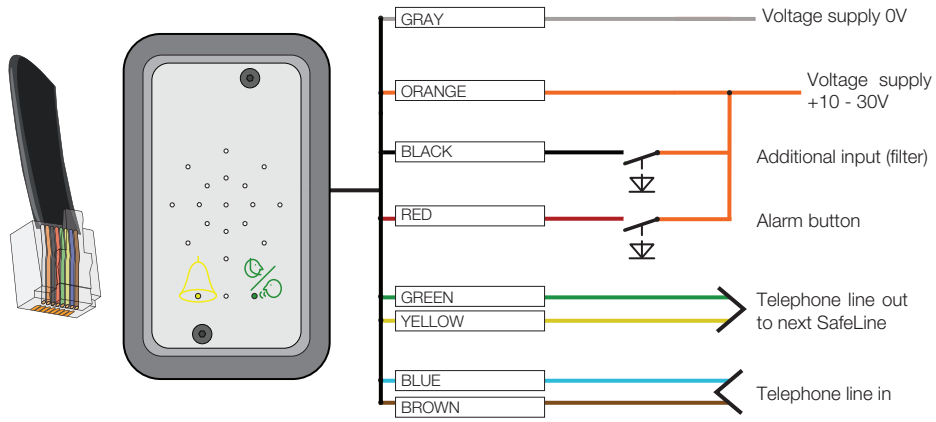 GRAY
Voltage supply 0V
ORANGE
Voltage supply
+10 - 30V
BLACK
Additional input (filter)
RED
Alarm button
GREEN
YELLOW
Telephone line out
to next SafeLine
BLUE
BROWN
Telephone line in